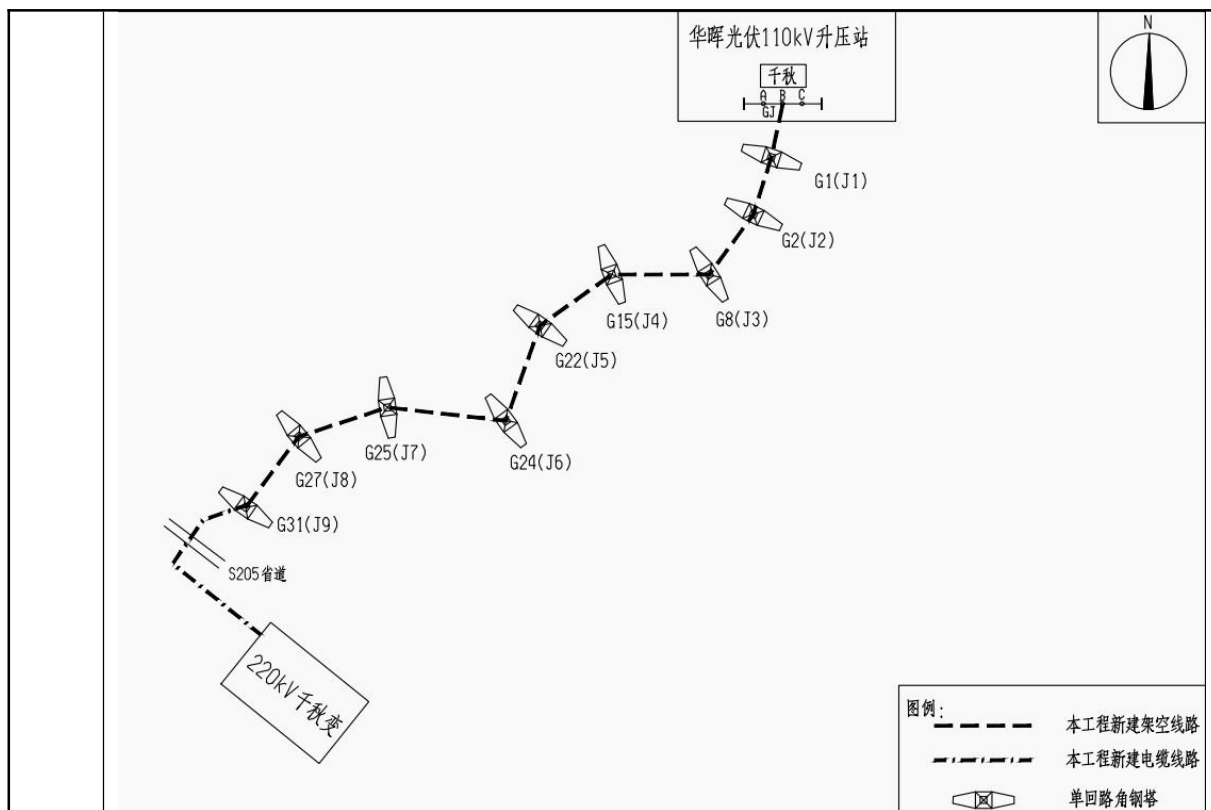 华晖光伏110kV升压站
N
千秋
A B C
GJ
G1(J1)
G2(J2)
G15(J4)
G8(J3)
G22(J5)
G25(J7)
G24(J6)
G27(J8)
G31(J9)
S205省道
220kV千秋变
图例：
本工程新建架空线路
本工程新建电缆线路
单回路角钢塔